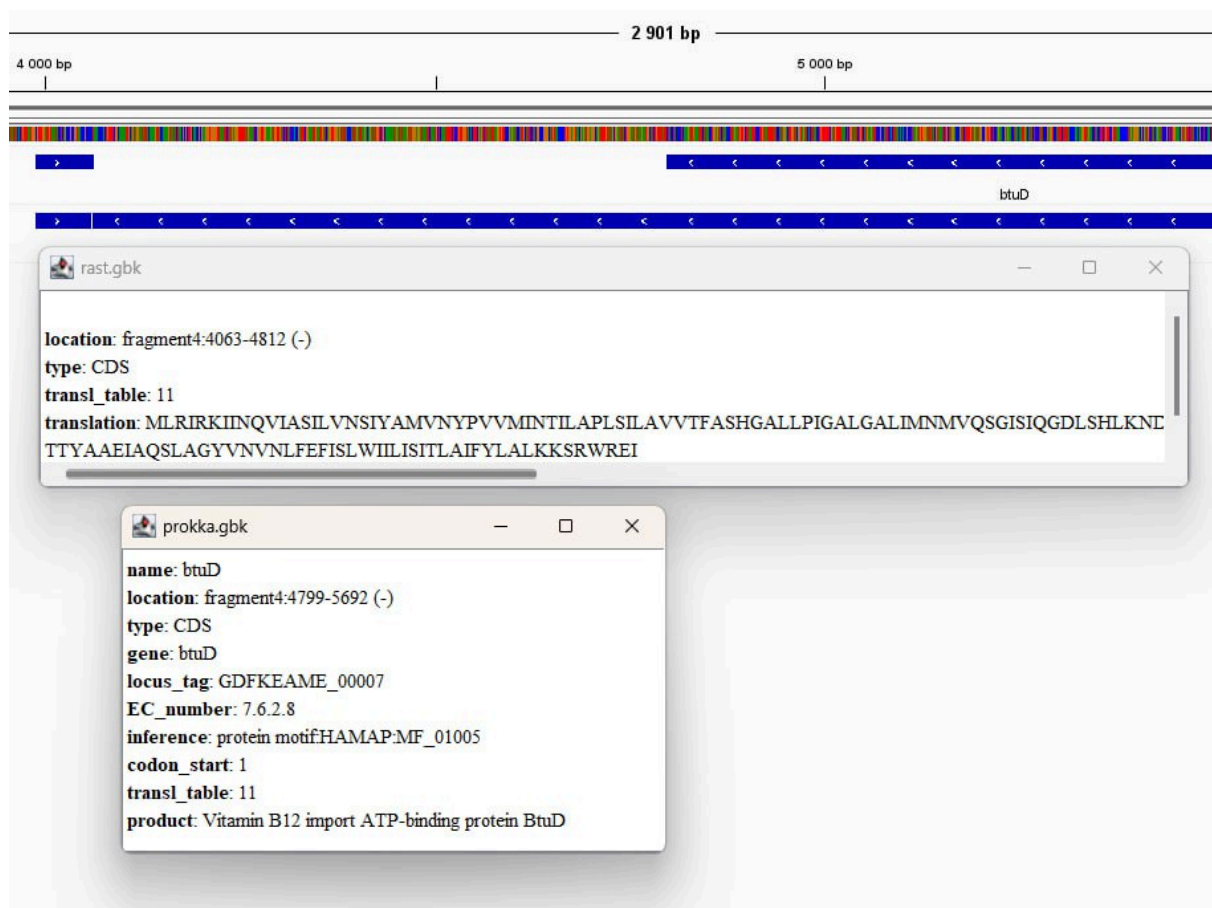 2 901 bp
4 000 bp 5 000 bp
btuD
rast.gbk
location: fragment4:4063-4812 (-)
type: CDS
transl_table: 11
translation: MLRIRKIINQVIASILVNSIYAMVNYPVVMINTILAPLSILAVVTFASHGALLPIGALGALIMNMVQSGISIQGDLSHLKND
TTYAAEIAQSLAGYVNVNLFEFISLWIILISITLAIFYLALKKSRWREI
prokka.gbk
name: btuD
location: fragment4:4799-5692 (-)
type: CDS
gene: btuD
locus_tag: GDFKEAME_00007
EC_number: 7.6.2.8
inference: protein motif:HAMAP:MF_01005
codon_start: 1
transl_table: 11
product: Vitamin B12 import ATP-binding protein BtuD